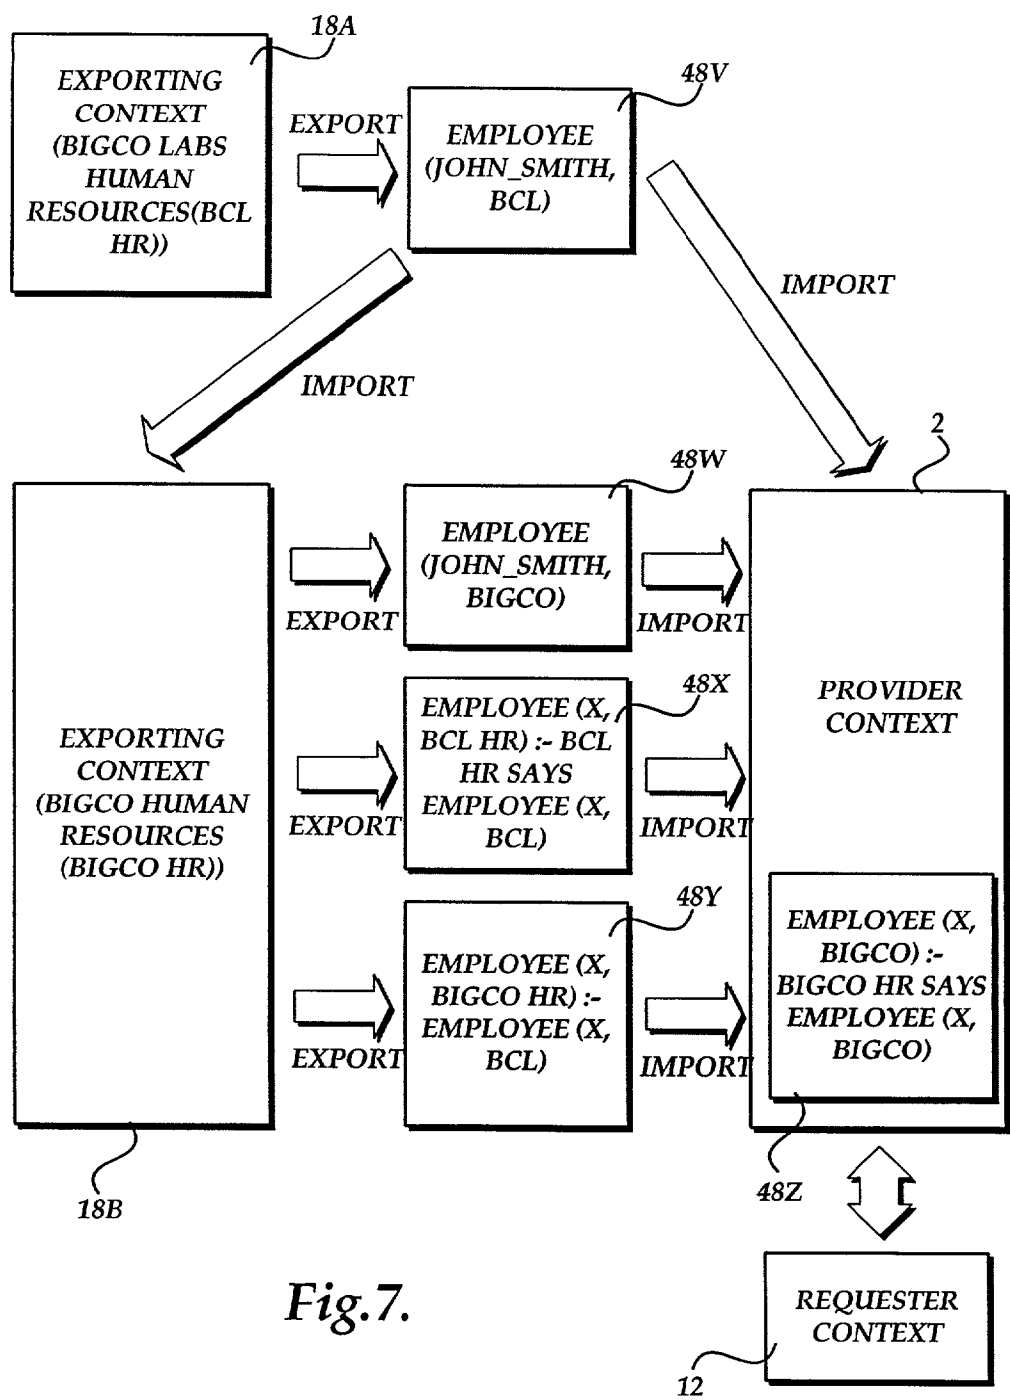 18A
EXPORTING
CONTEXT
(BIGCO LABS
HUMAN
RESOURCES(BCL
HR))
EXPORT
48V
EMPLOYEE
(JOHN_SMITH,
BCL)
IMPORT
IMPORT
2
48W
EMPLOYEE
(JOHN_SMITH,
BIGCO)
EXPORT
IMPORT
48X
EMPLOYEE (X,
BCL HR) :- BCL
HR SAYS
EMPLOYEE (X,
BCL)
EXPORT
IMPORT
PROVIDER
CONTEXT
EXPORTING
CONTEXT
(BIGCO HUMAN
RESOURCES
(BIGCO HR))
48Y
EMPLOYEE (X,
BIGCO HR) :-
EMPLOYEE (X,
BCL)
EXPORT
IMPORT
EMPLOYEE (X,
BIGCO) :-
BIGCO HR SAYS
EMPLOYEE (X,
BIGCO)
18B
48Z
Fig.7.
REQUESTER
CONTEXT
12